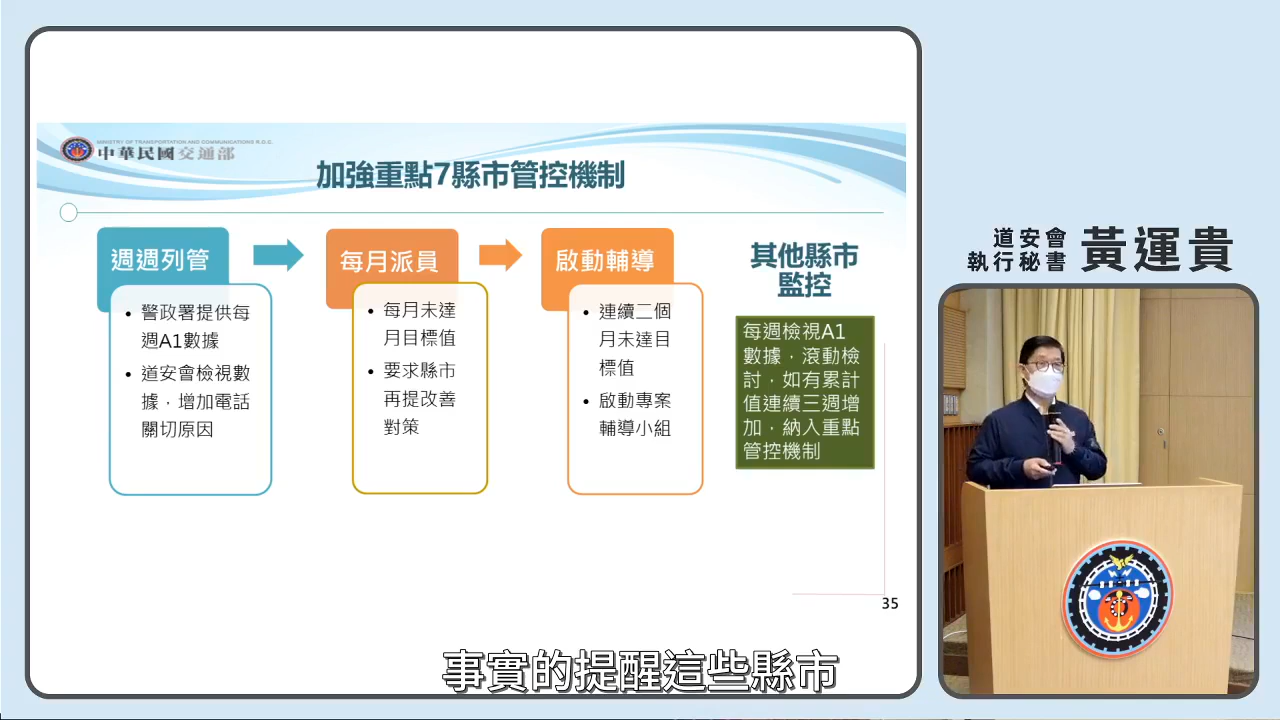 MINISTRY OF TRANSPORTATION AND COMMUNICATIONS R.O.C.
中華民國交通部
加強重點7縣市管控機制
週週列管
• 警政署提供每
週A1數據
• 道安會檢視數
據，增加電話
關切原因
每月派員
• 每月未達
月目標值
• 要求縣市
再提改善
對策
啟動輔導
• 連續二個
月未達目
標值
• 啟動專案
輔導小組
其他縣市
監控
每週檢視A1
數據，滾動檢
討，如有累計
值連續三週增
加，納入重點
管控機制
35
道安會
執行秘書
黃運貴
事實的提醒這些縣市